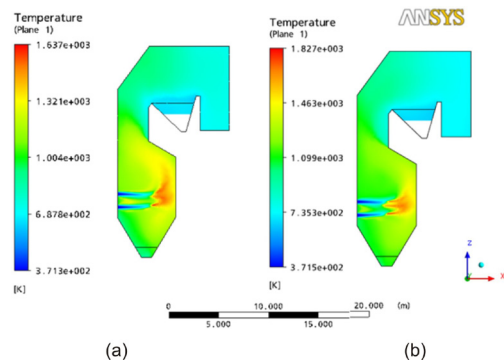 Temperature
(Plane 1)
1.637e+003
1.321e+003
1.004e+003
6.878e+002
3.713e+002
[K]
Temperature
(Plane 1)
1.827e+003
1.463e+003
1.099e+003
7.353e+002
3.715e+002
[K]
ANSYS
Z
Y
X
0 10.000 20.000 (m)
5.000 15.000
(a) (b)